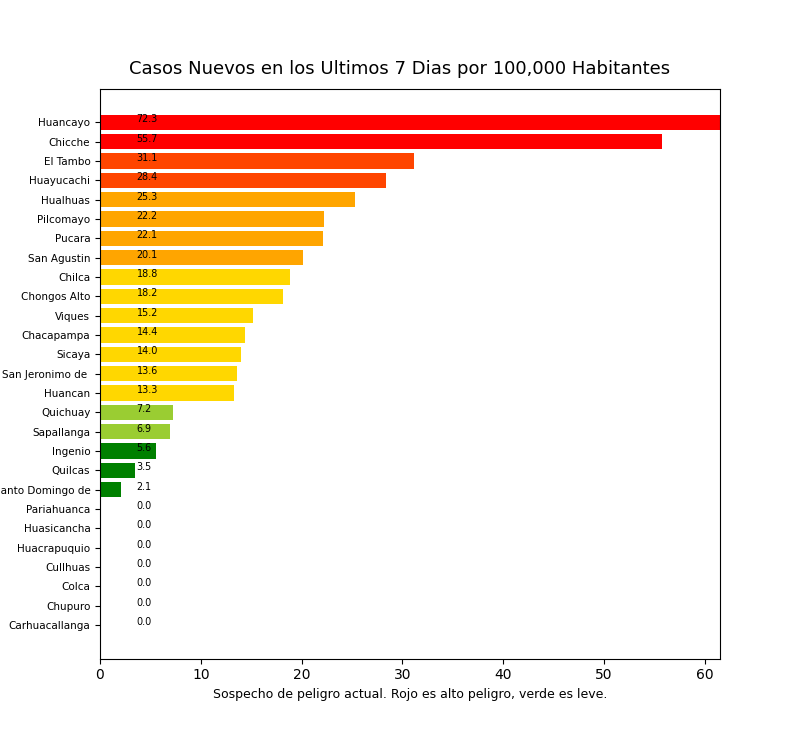 Casos Nuevos en los Ultimos 7 Dias por 100,000 Habitantes
Huancayo 72.3
Chicche 55.7
El Tambo 31.1
Huayucachi 28.4
Hualhuas 25.3
Pilcomayo 22.2
Pucara 22.1
San Agustin 20.1
Chilca 18.8
Chongos Alto 18.2
Viques 15.2
Chacapampa 14.4
Sicaya 14.0
San Jeronimo de 13.6
Huancan 13.3
Quichuay 7.2
Sapallanga 6.9
Ingenio 5.6
Quilcas 3.5
anto Domingo de 2.1
Pariahuanca 0.0
Huasicancha 0.0
Huacrapuquio 0.0
Cullhuas 0.0
Colca 0.0
Chupuro 0.0
Carhuacallanga 0.0
0 10 20 30 40 50 60
Sospecho de peligro actual. Rojo es alto peligro, verde es leve.